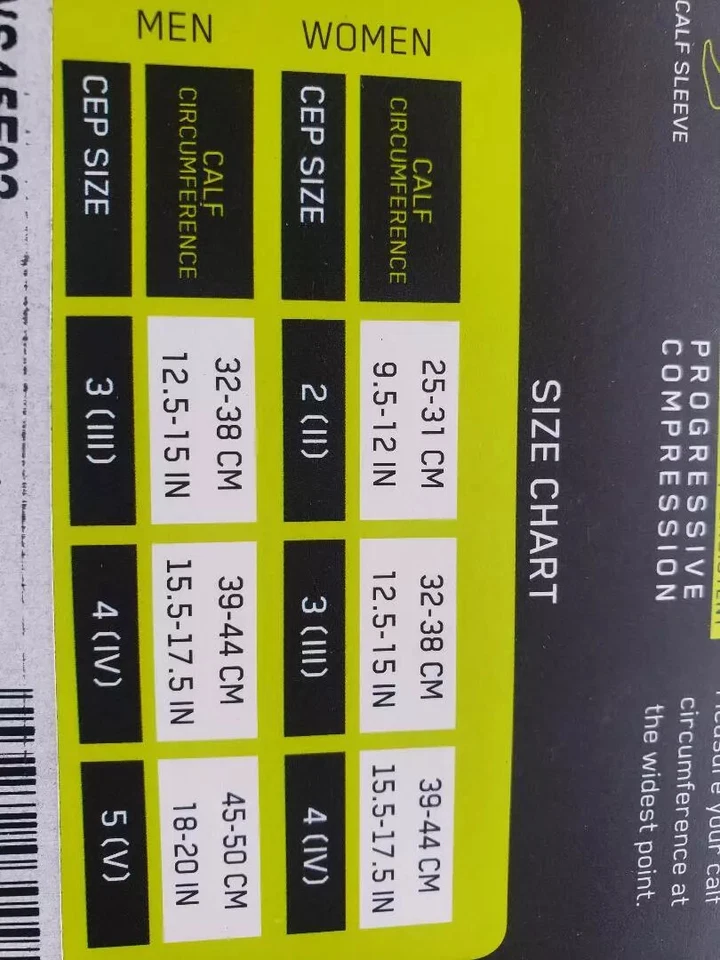 CALF SLEEVE
PROGRESSIVE
COMPRESSION
your calf
circumference at
the widest point.
SIZE CHART
WOMEN
CALF
CIRCUMFERENCE
25-31 CM
9.5-12 IN
32-38 CM
12.5-15 IN
39-44 CM
15.5-17.5 IN
CEP SIZE
2 (II)
3 (III)
4 (IV)
MEN
CALF
CIRCUMFERENCE
32-38 CM
12.5-15 IN
39-44 CM
15.5-17.5 IN
45-50 CM
18-20 IN
CEP SIZE
3 (III)
4 (IV)
5 (V)